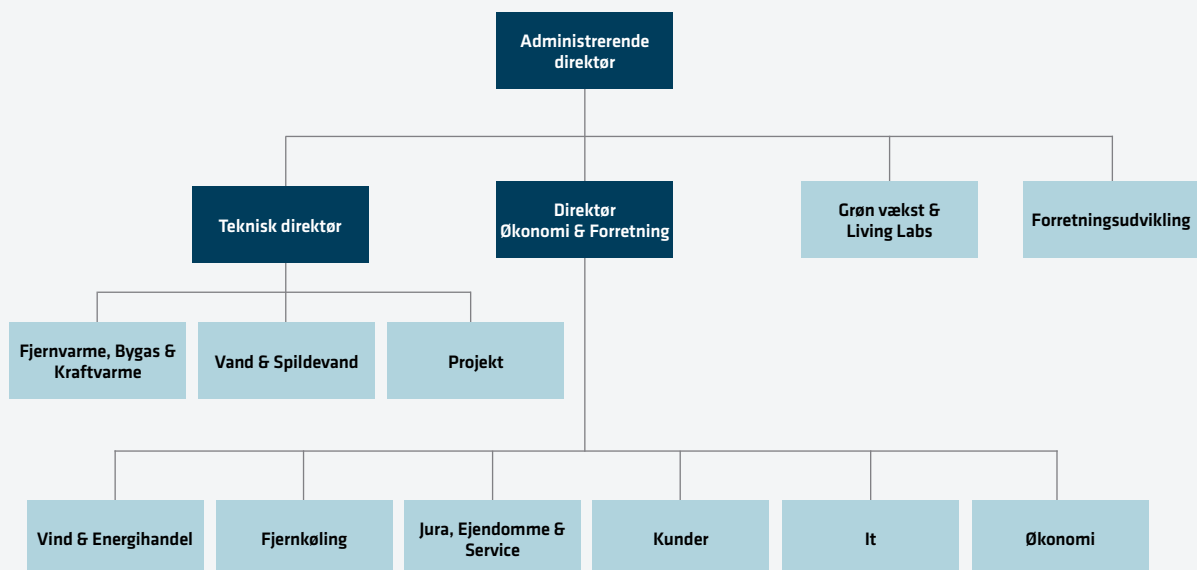 Administrerende
direktør
Teknisk direktør
Direktør
Økonomi & Forretning
Grøn vækst &
Living Labs
Forretningsudvikling
Fjernvarme, Bygas &
Kraftvarme
Vand & Spildevand
Projekt
Vind & Energihandel
Fjernkøling
Jura, Ejendomme &
Service
Kunder
It
Økonomi